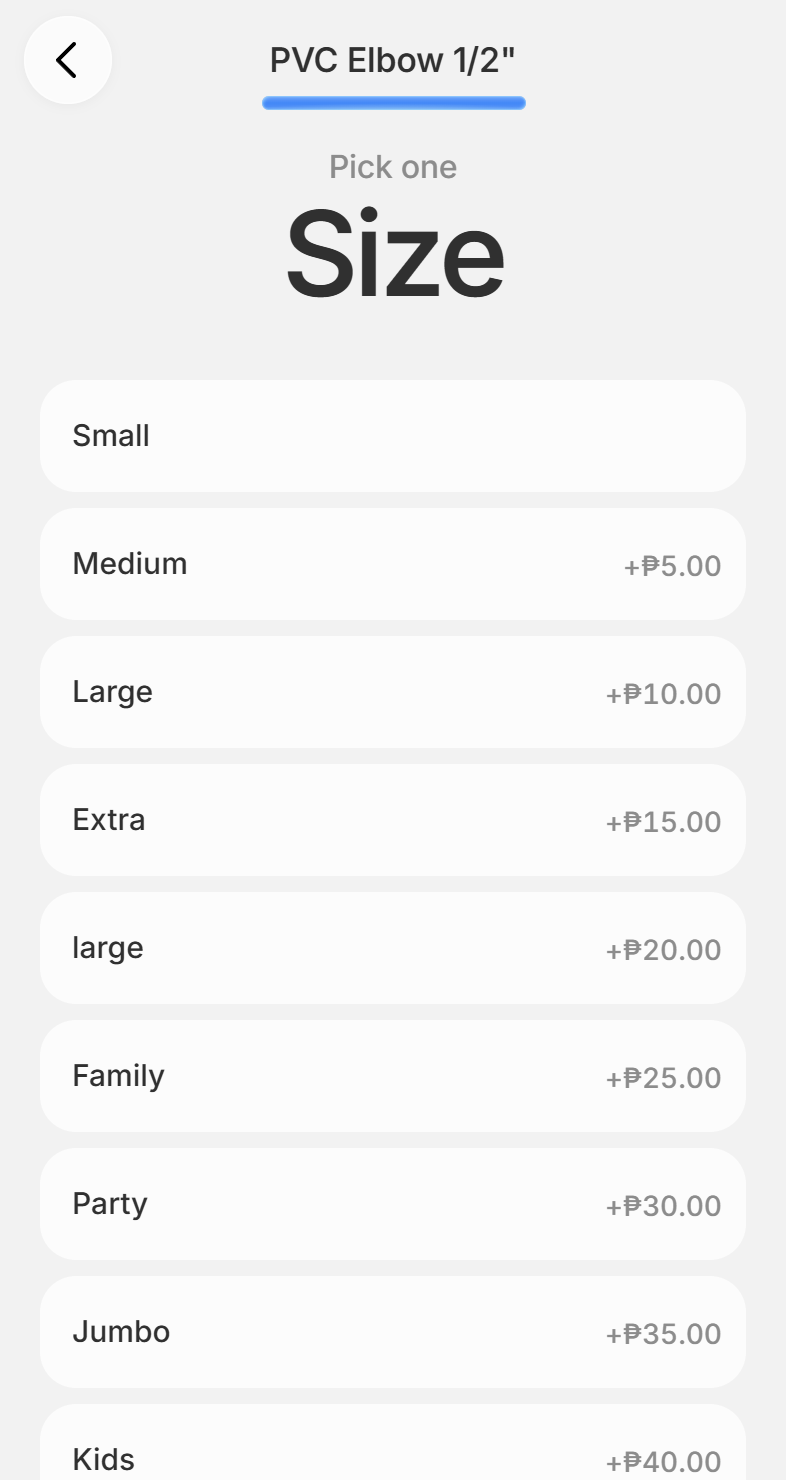 PVC Elbow 1/2"
Pick one
Size
Small
Medium +₱5.00
Large +₱10.00
Extra +₱15.00
large +₱20.00
Family +₱25.00
Party +₱30.00
Jumbo +₱35.00
Kids +₱40.00